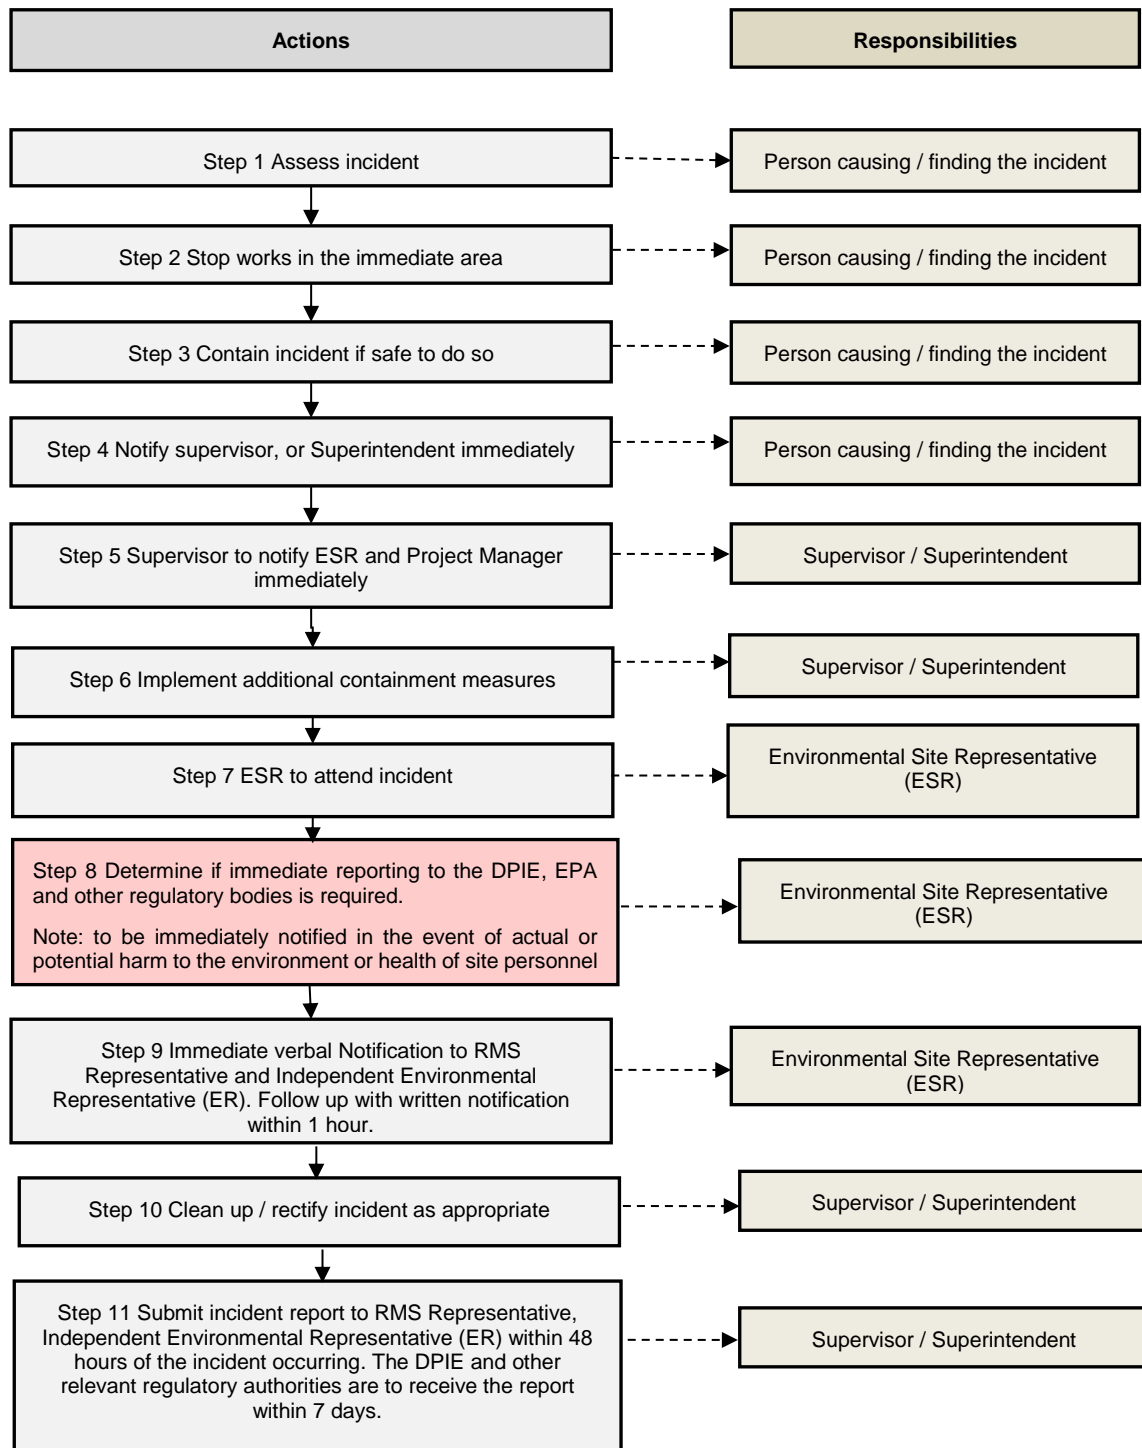 Actions
Responsibilities
Step 1 Assess incident
Person causing / finding the incident
Step 2 Stop works in the immediate area
Person causing / finding the incident
Step 3 Contain incident if safe to do so
Person causing / finding the incident
Step 4 Notify supervisor, or Superintendent immediately
Person causing / finding the incident
Step 5 Supervisor to notify ESR and Project Manager
immediately
Supervisor / Superintendent
Step 6 Implement additional containment measures
Supervisor / Superintendent
Step 7 ESR to attend incident
Environmental Site Representative
(ESR)
Step 8 Determine if immediate reporting to the DPIE, EPA
and other regulatory bodies is required.
Note: to be immediately notified in the event of actual or
potential harm to the environment or health of site personnel
Environmental Site Representative
(ESR)
Step 9 Immediate verbal Notification to RMS
Representative and Independent Environmental
Representative (ER). Follow up with written notification
within 1 hour.
Environmental Site Representative
(ESR)
Step 10 Clean up / rectify incident as appropriate
Supervisor / Superintendent
Step 11 Submit incident report to RMS Representative,
Independent Environmental Representative (ER) within 48
hours of the incident occurring. The DPIE and other
relevant regulatory authorities are to receive the report
within 7 days.
Supervisor / Superintendent